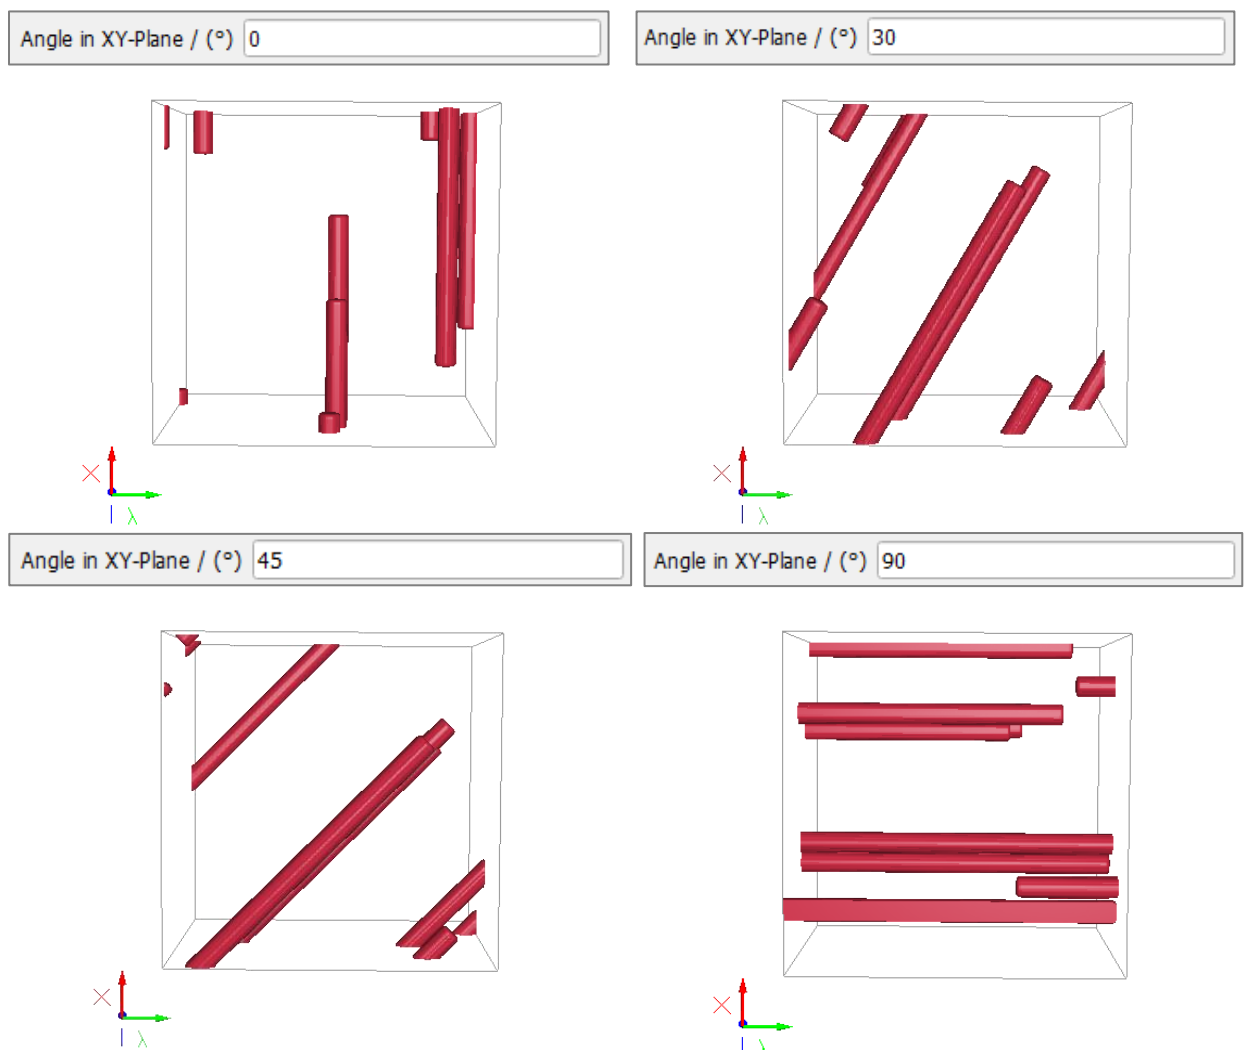 Angle in XY-Plane / (°) 0
Angle in XY-Plane / (°) 30
X
Y
X
Y
Angle in XY-Plane / (°) 45
Angle in XY-Plane / (°) 90
X
Y
X
Y